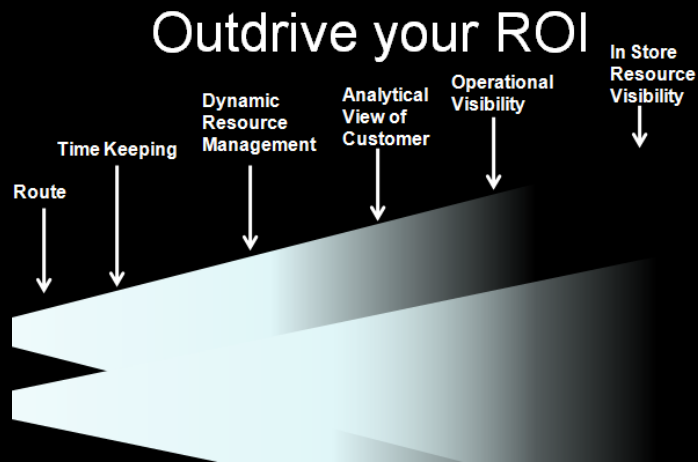 Outdrive your ROI
Route
Time Keeping
Dynamic
Resource
Management
Analytical
View of
Customer
Operational
Visibility
In Store
Resource
Visibility